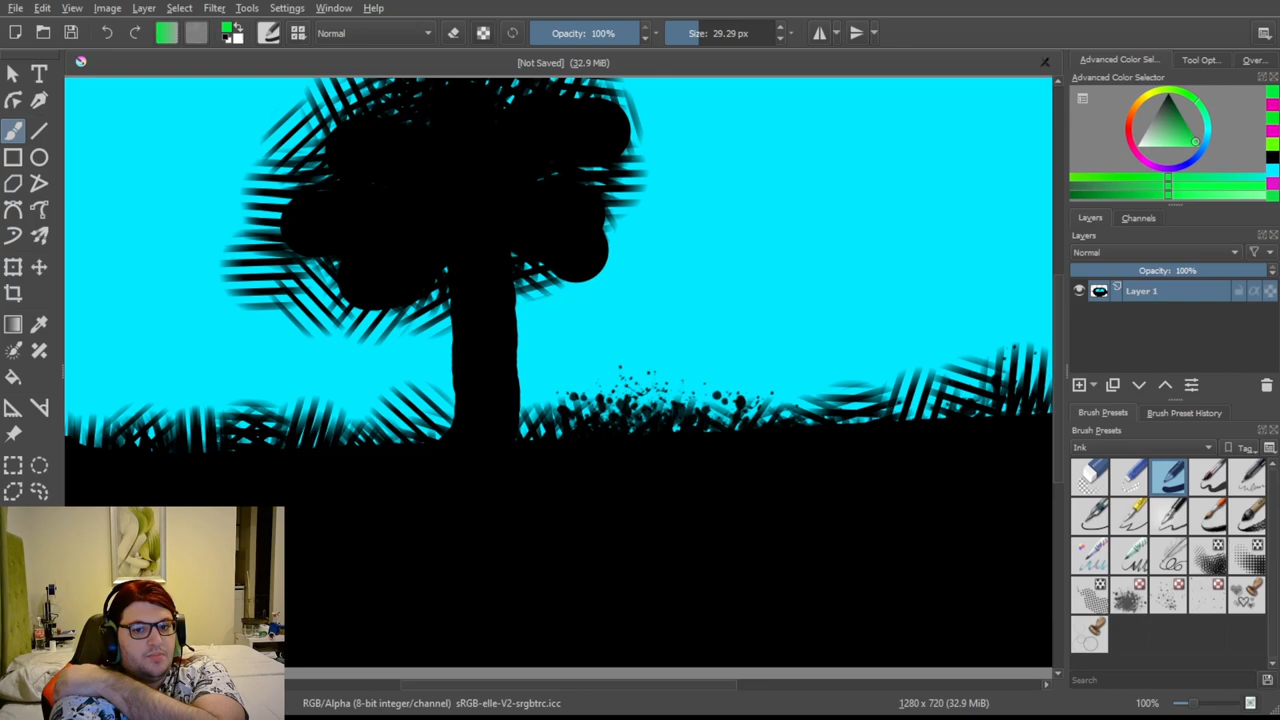 File Edit View Image Layer Select Filter Tools Settings Window Help
Normal Opacity: 100% Size: 29.29 px
[Not Saved] (32.9 MiB)
Advanced Color Sel... Tool Opt... Over...
Advanced Color Selector
Layers Channels
Layers
Normal
Opacity: 100%
Layer 1
Brush Presets Brush Preset History
Brush Presets
Ink Tag
Search
RGB/Alpha (8-bit integer/channel) sRGB-elle-V2-srgbtrc.icc 1280 x 720 (32.9 MiB) 100%